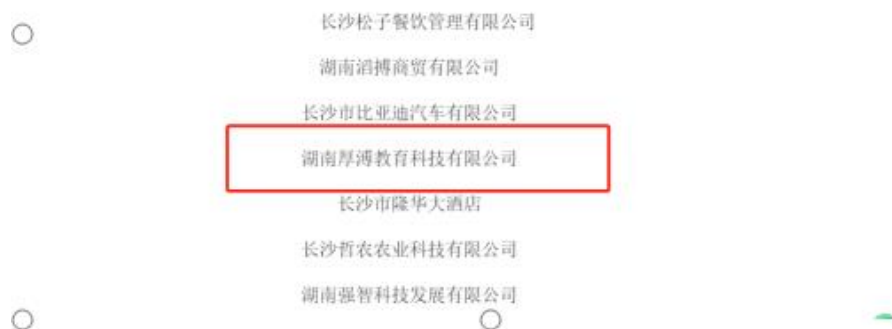 长沙松子餐饮管理有限公司
湖南滔搏商贸有限公司
长沙市比亚迪汽车有限公司
湖南厚溥教育科技有限公司
长沙市隆华大酒店
长沙哲农农业科技有限公司
湖南强智科技发展有限公司